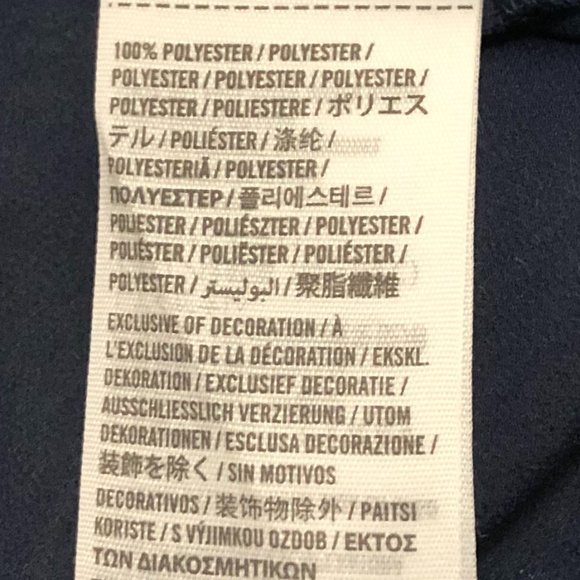 100% POLYESTER / POLYESTER /
POLYESTER / POLYESTER / POLYESTER /
POLYESTER / POLIESTERE / ポリエス
テル / POLIÉSTER / 涤纶 /
POLYESTERIÄ / POLYESTER /
ΠΟΛΥΕΣΤΕΡ / 폴리에스테르 /
POLIESTER / POLIÉSZTER / POLYESTER /
POLIÉSTER / POLIËSTER / POLIÉSTER /
POLYESTER / البوليستر / 聚脂纖維
EXCLUSIVE OF DECORATION / À
L'EXCLUSION DE LA DÉCORATION / EKSKL.
DEKORATION / EXCLUSIEF DECORATIE /
AUSSCHLIESSLICH VERZIERUNG / UTOM
DEKORATIONEN / ESCLUSA DECORAZIONE /
装飾を除く / SIN MOTIVOS
DECORATIVOS / 装饰物除外 / PAITSI
KORISTE / S VÝJIMKOU OZDOB / ΕΚΤΟΣ
ΤΩΝ ΔΙΑΚΟΣΜΗΤΙΚΩΝ